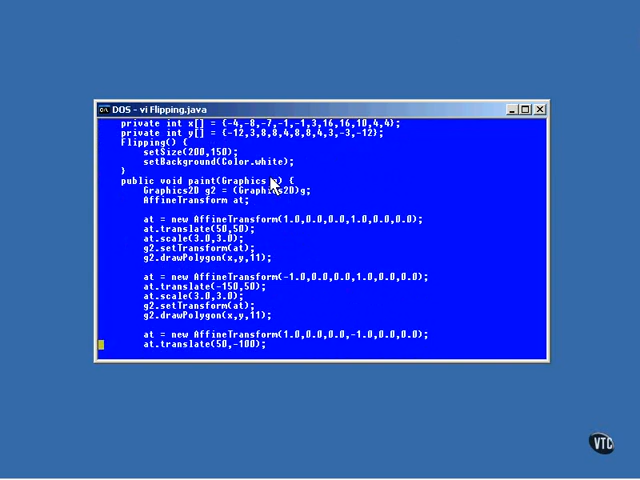 DOS - vi Flipping.java
private int x[] = {-4,-8,-7,-1,-1,3,16,16,10,4,4};
private int y[] = {-12,3,8,8,4,8,8,4,3,-3,-12};
Flipping() {
setSize(200,150);
setBackground(Color.white);
}
public void paint(Graphics g) {
Graphics2D g2 = (Graphics2D)g;
AffineTransform at;
at = new AffineTransform(1.0,0.0,0.0,1.0,0.0,0.0);
at.translate(50,50);
at.scale(3.0,3.0);
g2.setTransform(at);
g2.drawPolygon(x,y,11);
at = new AffineTransform(-1.0,0.0,0.0,1.0,0.0,0.0);
at.translate(-150,50);
at.scale(3.0,3.0);
g2.setTransform(at);
g2.drawPolygon(x,y,11);
at = new AffineTransform(1.0,0.0,0.0,-1.0,0.0,0.0);
at.translate(50,-100);
VTC